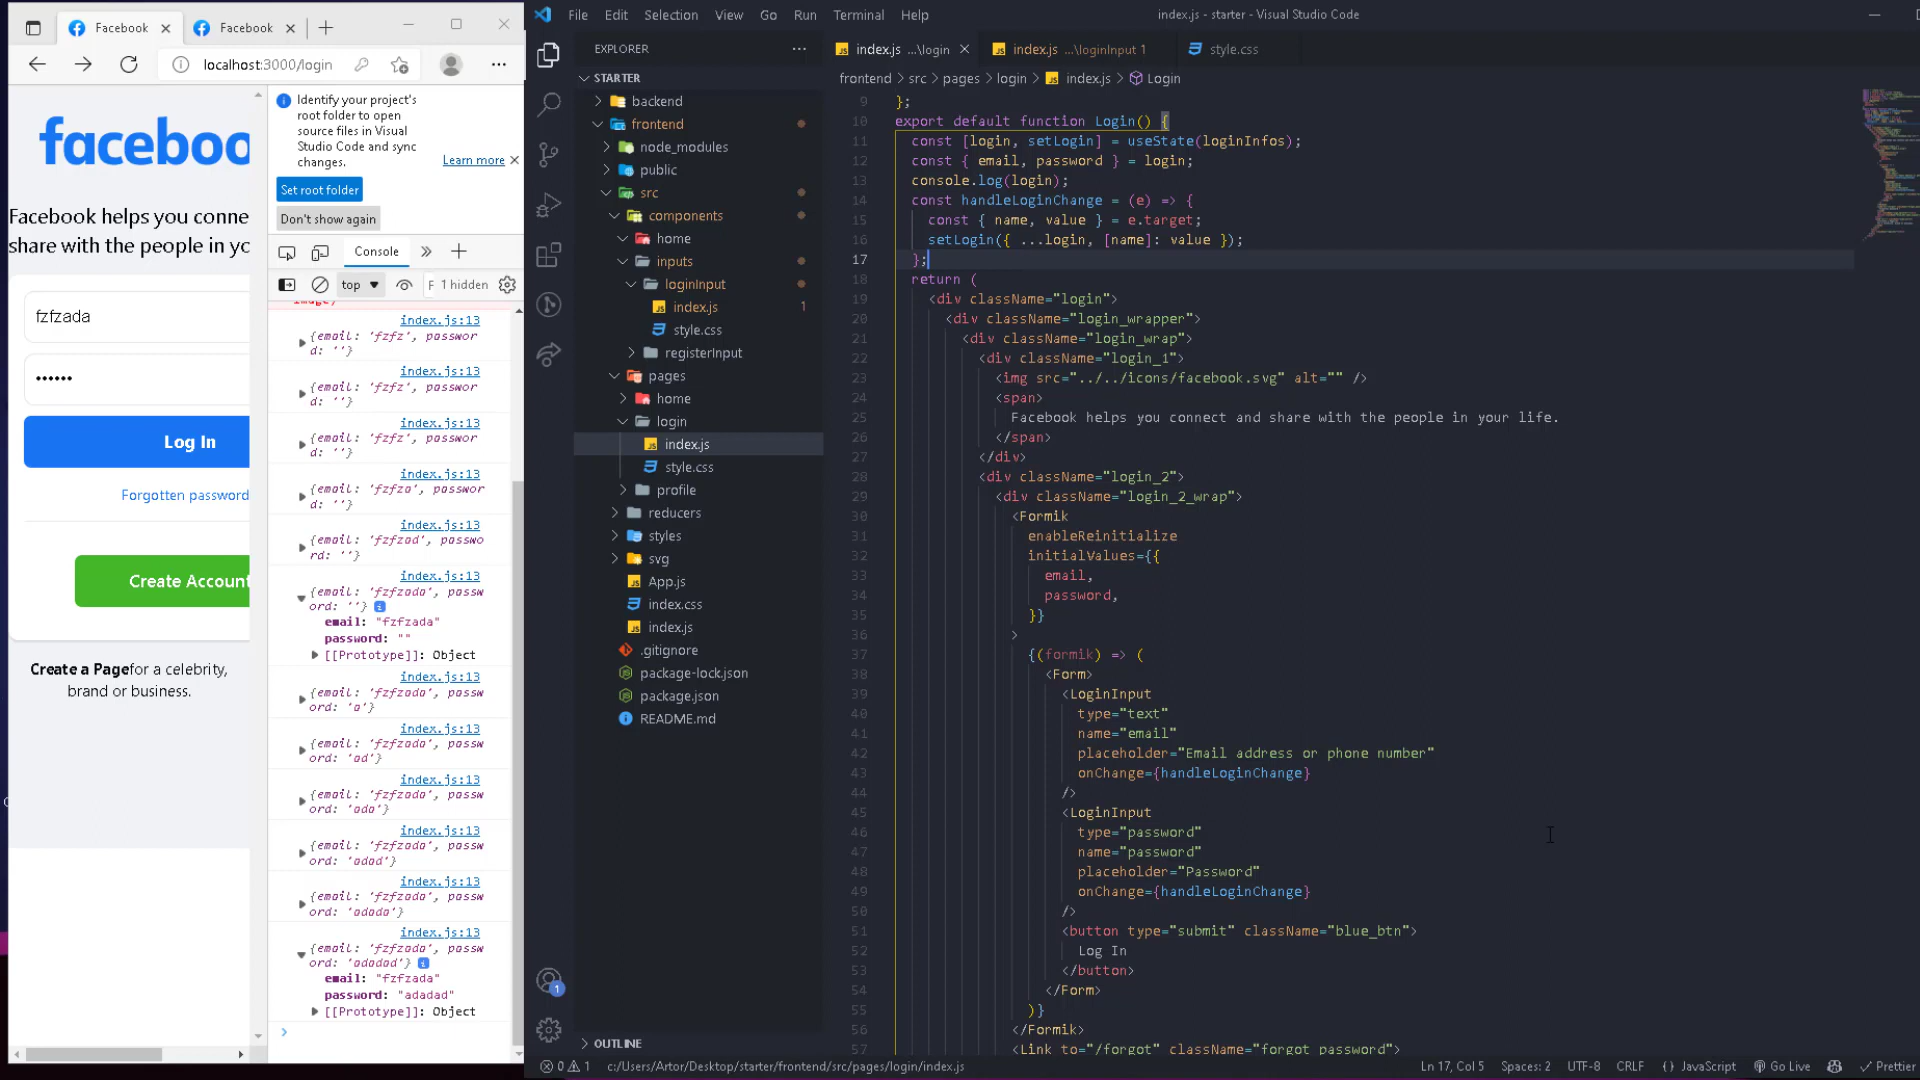 Facebook
Facebook
localhost:3000/login
faceboo
Facebook helps you conne
share with the people in yo
fzfzada
••••••
Log In
Forgotten password
Create Account
Create a Page for a celebrity,
brand or business.
Identify your project's
root folder to open
source files in Visual
Studio Code and sync
changes.
Learn more
Set root folder
Don't show again
Console
top
F
1 hidden
image)
index.js:13
{email: 'fzfz', passwor
d: ''}
index.js:13
{email: 'fzfz', passwor
d: ''}
index.js:13
{email: 'fzfz', passwor
d: ''}
index.js:13
{email: 'fzfza', passwor
d: ''}
index.js:13
{email: 'fzfzad', passwo
rd: ''}
index.js:13
{email: 'fzfzada', passw
ord: ''}
email: "fzfzada"
password: ""
[[Prototype]]: Object
index.js:13
{email: 'fzfzada', passw
ord: 'a'}
index.js:13
{email: 'fzfzada', passw
ord: 'ad'}
index.js:13
{email: 'fzfzada', passw
ord: 'ada'}
index.js:13
{email: 'fzfzada', passw
ord: 'adad'}
index.js:13
{email: 'fzfzada', passw
ord: 'adada'}
index.js:13
{email: 'fzfzada', passw
ord: 'adadad'}
email: "fzfzada"
password: "adadad"
[[Prototype]]: Object
File Edit Selection View Go Run Terminal Help
index.js - starter - Visual Studio Code
EXPLORER
STARTER
backend
frontend
node_modules
public
src
components
home
inputs
loginInput
index.js 1
style.css
registerInput
pages
home
login
index.js
style.css
profile
reducers
styles
svg
App.js
index.css
index.js
.gitignore
package-lock.json
package.json
README.md
OUTLINE
1
index.js ...\login
index.js ...\loginInput 1
style.css
frontend > src > pages > login > index.js > Login
9 };
10 export default function Login() {
11 const [login, setLogin] = useState(loginInfos);
12 const { email, password } = login;
13 console.log(login);
14 const handleLoginChange = (e) => {
15 const { name, value } = e.target;
16 setLogin({ ...login, [name]: value });
17 };
18 return (
19 <div className="login">
20 <div className="login_wrapper">
21 <div className="login_wrap">
22 <div className="login_1">
23 <img src="../../icons/facebook.svg" alt="" />
24 <span>
25 Facebook helps you connect and share with the people in your life.
26 </span>
27 </div>
28 <div className="login_2">
29 <div className="login_2_wrap">
30 <Formik
31 enableReinitialize
32 initialValues={{
33 email,
34 password,
35 }}
36 >
37 {(formik) => (
38 <Form>
39 <LoginInput
40 type="text"
41 name="email"
42 placeholder="Email address or phone number"
43 onChange={handleLoginChange}
44 />
45 <LoginInput
46 type="password"
47 name="password"
48 placeholder="Password"
49 onChange={handleLoginChange}
50 />
51 <button type="submit" className="blue_btn">
52 Log In
53 </button>
54 </Form>
55 )}
56 </Formik>
57 <Link to="/forgot" className="forgot_password">
0 1 c:/Users/Artor/Desktop/starter/frontend/src/pages/login/index.js
Ln 17, Col 5 Spaces: 2 UTF-8 CRLF {} JavaScript Go Live Prettier